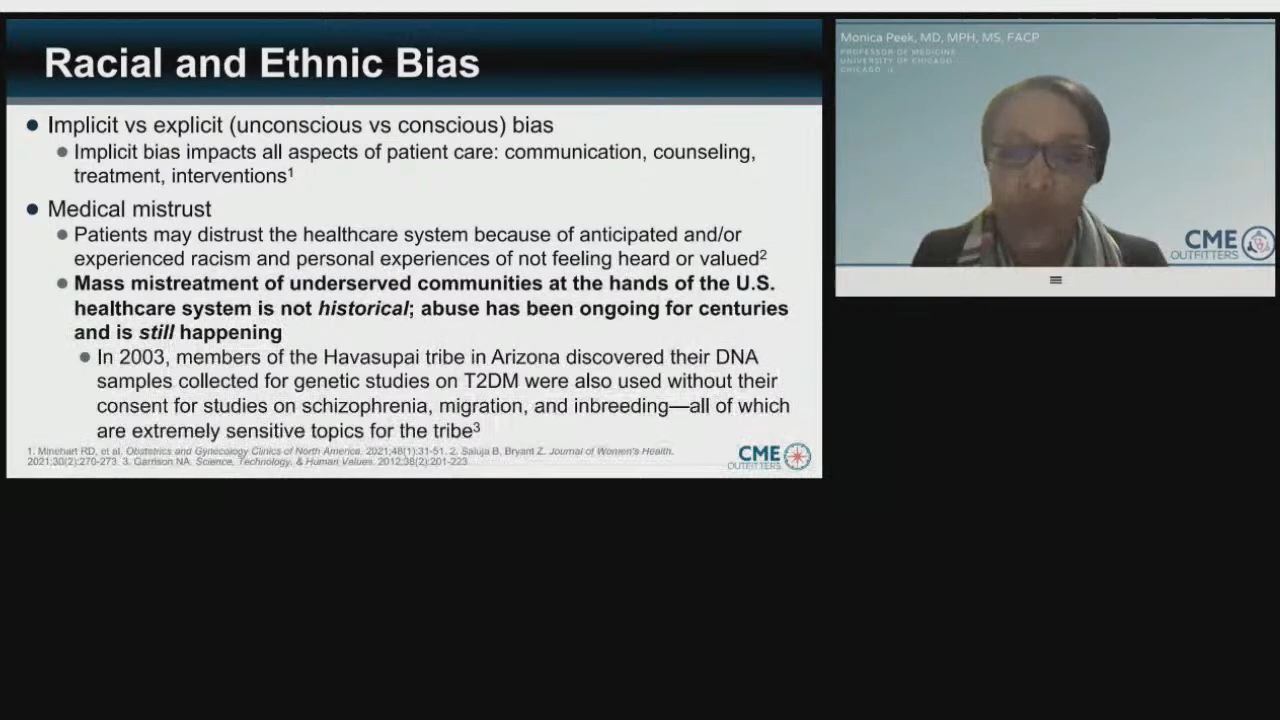 Racial and Ethnic Bias
Implicit vs explicit (unconscious vs conscious) bias
Implicit bias impacts all aspects of patient care: communication, counseling,
treatment, interventions1
Medical mistrust
Patients may distrust the healthcare system because of anticipated and/or
experienced racism and personal experiences of not feeling heard or valued2
Mass mistreatment of underserved communities at the hands of the U.S.
healthcare system is not historical; abuse has been ongoing for centuries
and is still happening
In 2003, members of the Havasupai tribe in Arizona discovered their DNA
samples collected for genetic studies on T2DM were also used without their
consent for studies on schizophrenia, migration, and inbreeding—all of which
are extremely sensitive topics for the tribe3
1. Minehart RD, et al. Obstetrics and Gynecology Clinics of North America. 2021;48(1):31-51. 2. Saluja B, Bryant Z. Journal of Women's Health.
2021;30(2):270-273. 3. Garrison NA. Science, Technology, & Human Values. 2012;38(2):201-223.
CME
OUTFITTERS
Monica Peek, MD, MPH, MS, FACP
PROFESSOR OF MEDICINE
UNIVERSITY OF CHICAGO
CHICAGO, IL
CME
OUTFITTERS